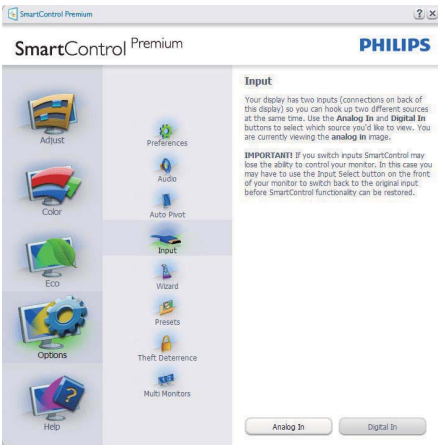 SmartControl Premium
SmartControl Premium
PHILIPS
Adjust
Color
Eco
Options
Help
Preferences
Audio
Auto Pivot
Input
Wizard
Presets
Theft Deterrence
Multi Monitors
Input
Your display has two inputs (connections on back of
this display) so you can hook up two different sources
at the same time. Use the Analog In and Digital In
buttons to select which source you'd like to view. You
are currently viewing the analog in image.
IMPORTANT! If you switch inputs SmartControl may
lose the ability to control your monitor. In this case you
may have to use the Input Select button on the front
of your monitor to switch back to the original input
before SmartControl functionality can be restored.
Analog In
Digital In